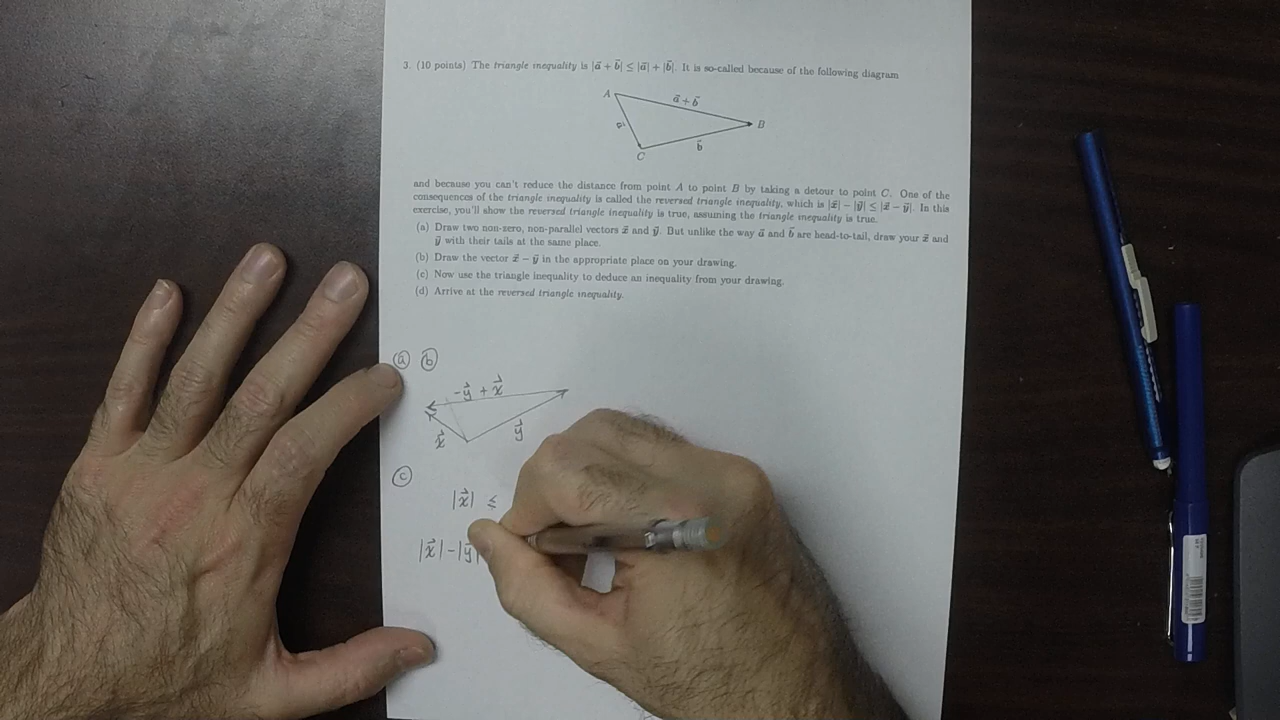 3. (10 points) The triangle inequality is |a⃗ + b⃗| ≤ |a⃗| + |b⃗|. It is so-called because of the following diagram
A
a⃗ + b⃗
B
a⃗
b⃗
C
and because you can't reduce the distance from point A to point B by taking a detour to point C. One of the
consequences of the triangle inequality is called the reversed triangle inequality, which is |x⃗| − |y⃗| ≤ |x⃗ − y⃗|. In this
exercise, you'll show the reversed triangle inequality is true, assuming the triangle inequality is true.
(a) Draw two non-zero, non-parallel vectors x⃗ and y⃗. But unlike the way a⃗ and b⃗ are head-to-tail, draw your x⃗ and
y⃗ with their tails at the same place.
(b) Draw the vector x⃗ − y⃗ in the appropriate place on your drawing.
(c) Now use the triangle inequality to deduce an inequality from your drawing.
(d) Arrive at the reversed triangle inequality.
ⓐ ⓑ
-y⃗ + x⃗
x⃗ y⃗
ⓒ
|x⃗| ≤
|x⃗| - |y⃗|